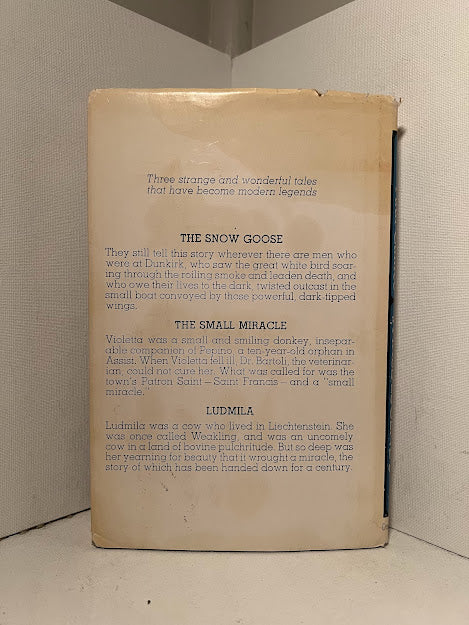 Three strange and wonderful tales
that have become modern legends
THE SNOW GOOSE
They still tell this story wherever there are men who
were at Dunkirk, who saw the great white bird soar-
ing through the roiling smoke and leaden death, and
who owe their lives to the dark, twisted outcast in the
small boat convoyed by those powerful, dark-tipped
wings.
THE SMALL MIRACLE
Violetta was a small and smiling donkey, insepar-
able companion of Pepino, a ten-year-old orphan in
Assisi. When Violetta fell ill, Dr. Bartoli, the veterinar-
ian, could not cure her. What was called for was the
town's Patron Saint – Saint Francis – and a "small
miracle."
LUDMILA
Ludmila was a cow who lived in Liechtenstein. She
was once called Weakling, and was an uncomely
cow in a land of bovine pulchritude. But so deep was
her yearning for beauty that it wrought a miracle, the
story of which has been handed down for a century.